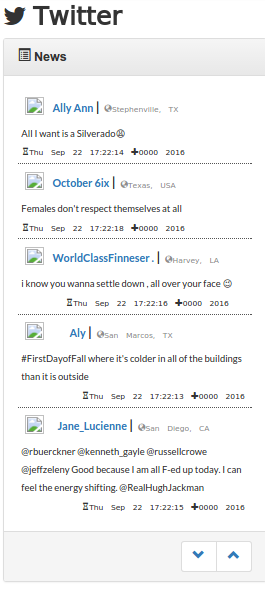 Twitter
News
Ally Ann | Stephenville, TX
All I want is a Silverado😩
Thu Sep 22 17:22:14 +0000 2016
October 6ix | Texas, USA
Females don't respect themselves at all
Thu Sep 22 17:22:18 +0000 2016
WorldClassFinneser . | Harvey, LA
i know you wanna settle down , all over your face 😉
Thu Sep 22 17:22:16 +0000 2016
Aly | San Marcos, TX
#FirstDayofFall where it's colder in all of the buildings
than it is outside
Thu Sep 22 17:22:13 +0000 2016
Jane_Lucienne | San Diego, CA
@rbuerckner @kenneth_gayle @russellcrowe
@jeffzeleny Good because I am all F-ed up today. I can
feel the energy shifting. @RealHughJackman
Thu Sep 22 17:22:15 +0000 2016